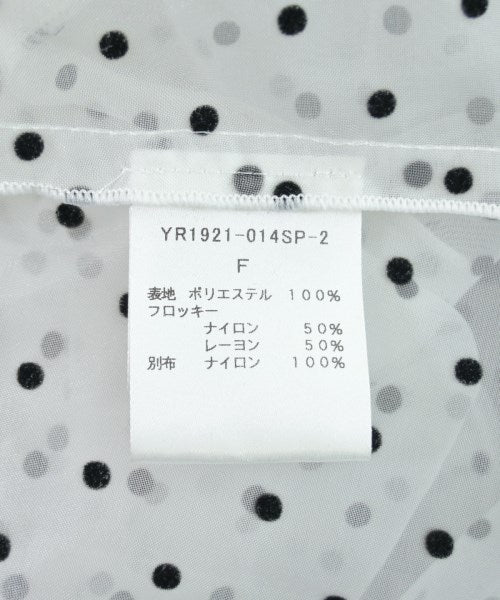 YR1921-014SP-2
F
表地 ポリエステル 100%
フロッキー
ナイロン 50%
レーヨン 50%
別布 ナイロン 100%